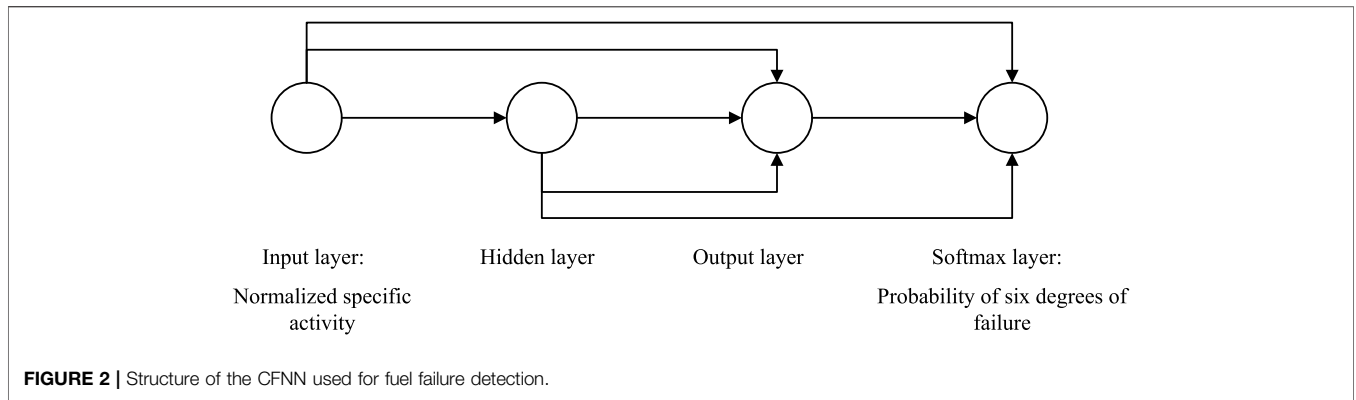 Input layer:
Hidden layer
Output layer
Softmax layer:
Normalized specific
activity
Probability of six degrees of
failure
FIGURE 2 | Structure of the CFNN used for fuel failure detection.